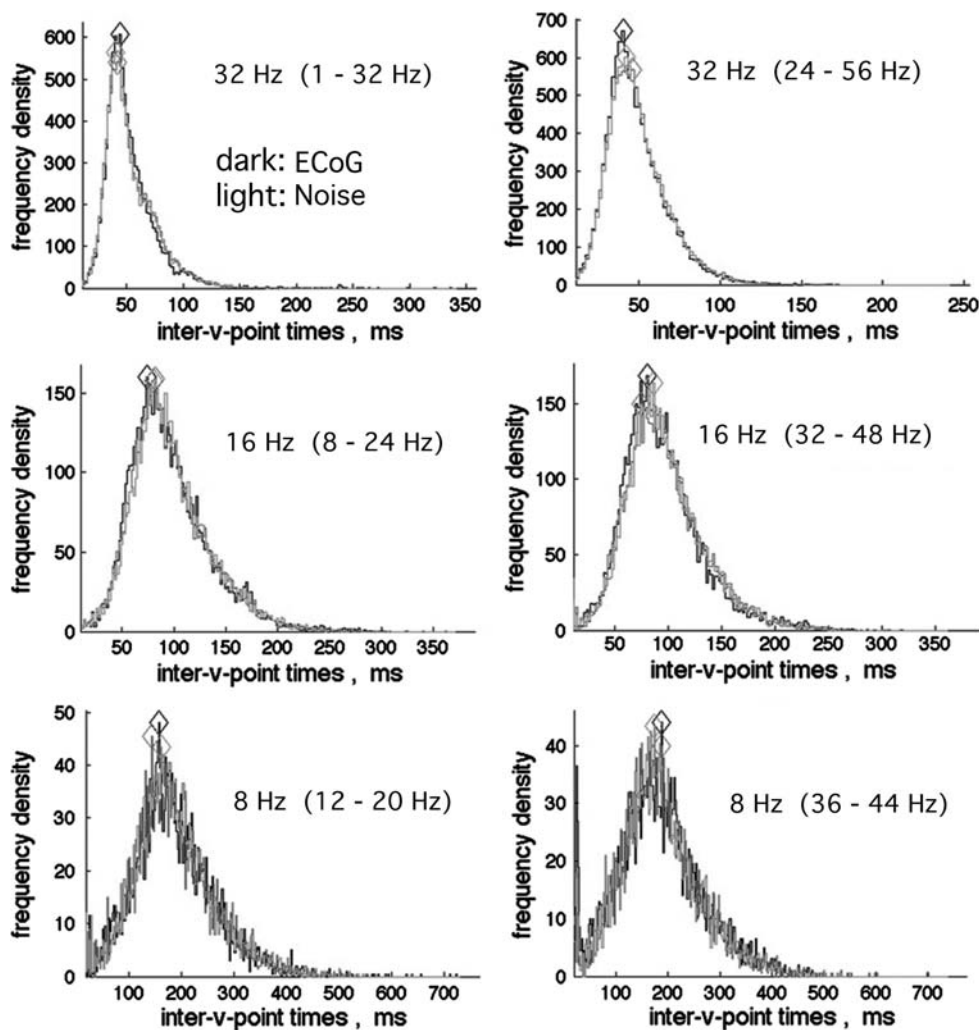 frequency density
600
500
400
300
200
100
0
32 Hz (1 - 32 Hz)
dark: ECoG
light: Noise
50 100 150 200 250 300 350
inter-v-point times , ms
frequency density
700
600
500
400
300
200
100
0
32 Hz (24 - 56 Hz)
50 100 150 200 250
inter-v-point times , ms
frequency density
150
100
50
0
16 Hz (8 - 24 Hz)
50 100 150 200 250 300 350
inter-v-point times , ms
frequency density
150
100
50
0
16 Hz (32 - 48 Hz)
50 100 150 200 250 300 350
inter-v-point times , ms
frequency density
50
40
30
20
10
0
8 Hz (12 - 20 Hz)
100 200 300 400 500 600 700
inter-v-point times , ms
frequency density
40
30
20
10
0
8 Hz (36 - 44 Hz)
100 200 300 400 500 600 700
inter-v-point times , ms